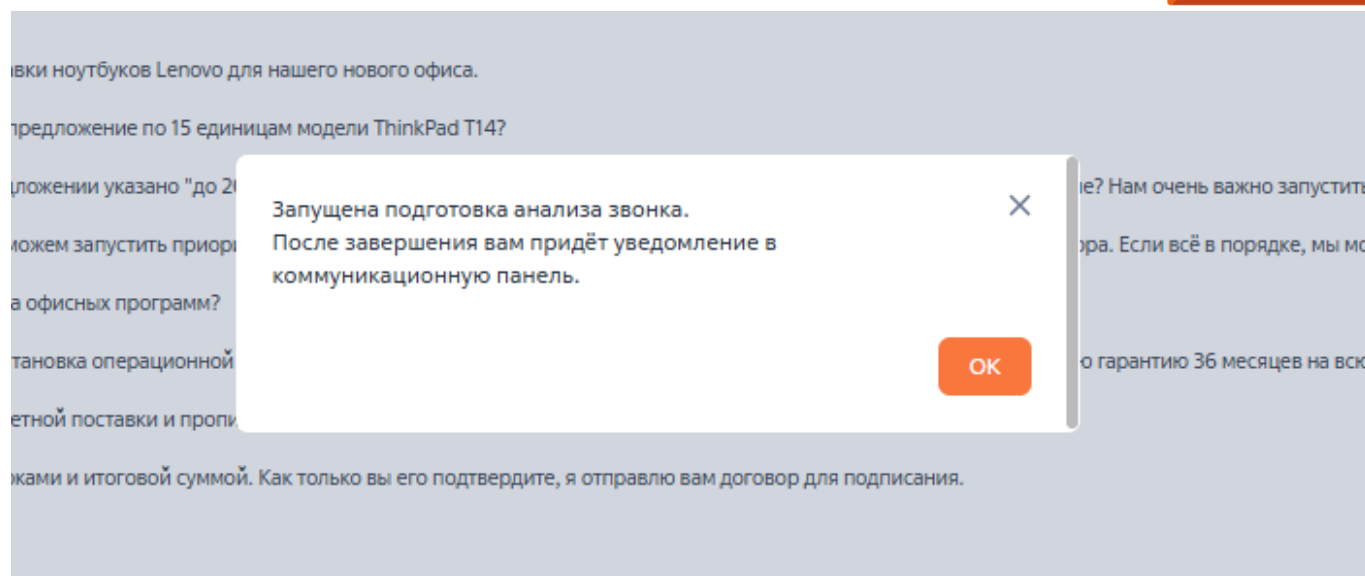 вки ноутбуков Lenovo для нашего нового офиса.
предложение по 15 единицам модели ThinkPad T14?
дложении указано "до 2
е? Нам очень важно запустить
Запущена подготовка анализа звонка.
После завершения вам придёт уведомление в
коммуникационную панель.
можем запустить приори
ора. Если всё в порядке, мы мо
а офисных программ?
тановка операционной
ОК
ю гарантию 36 месяцев на всю
етной поставки и пропи
ками и итоговой суммой. Как только вы его подтвердите, я отправлю вам договор для подписания.